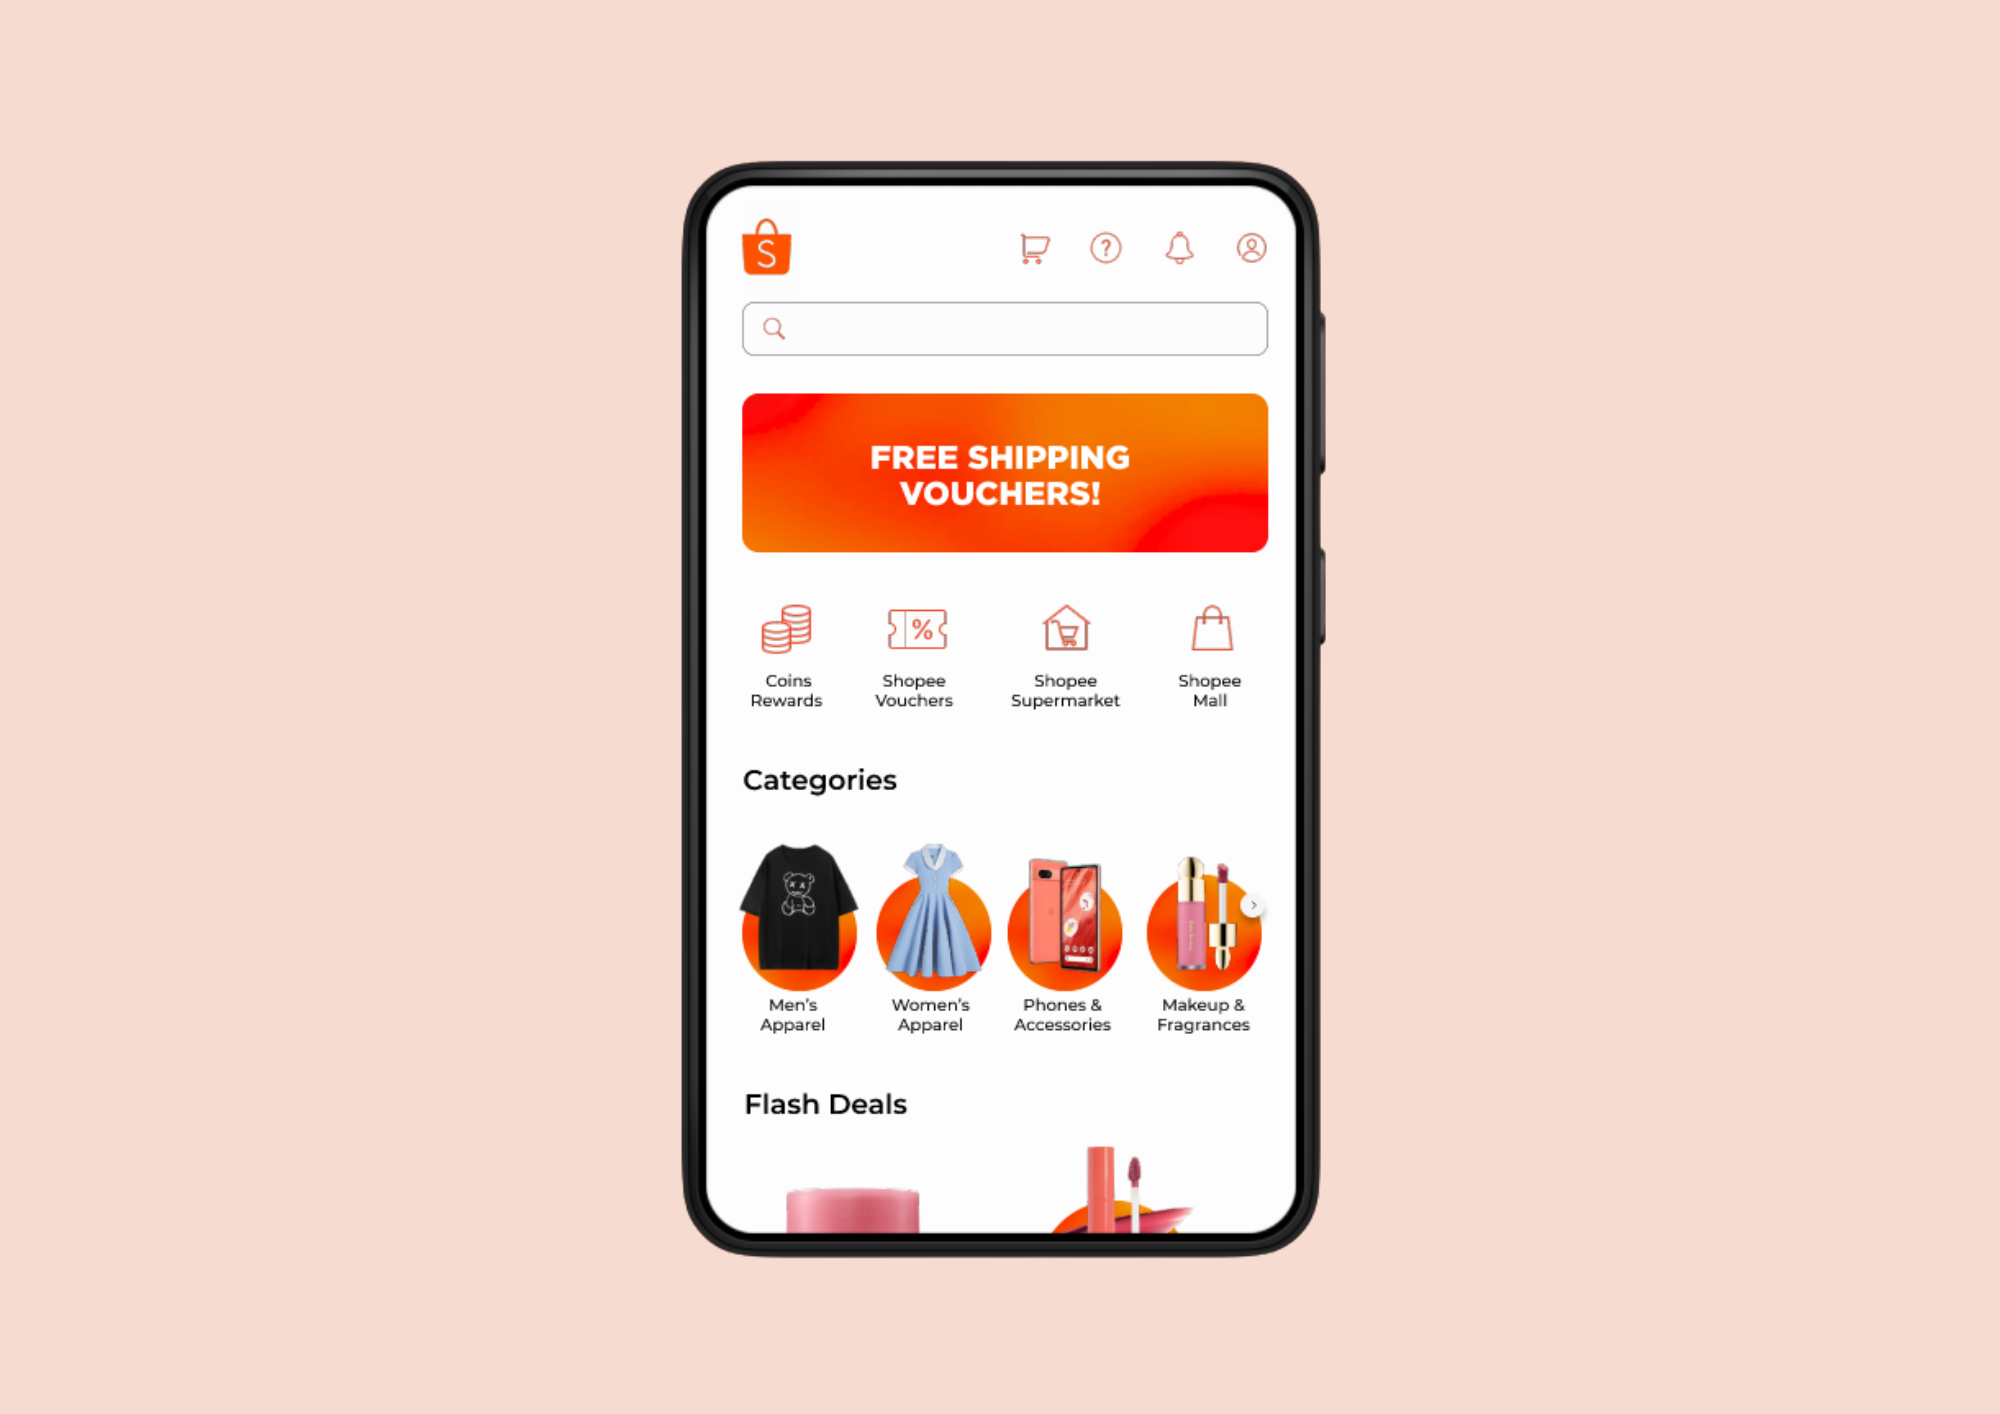 S
?
FREE SHIPPING
VOUCHERS!
%
Coins
Rewards
Shopee
Vouchers
Shopee
Supermarket
Shopee
Mall
Categories
Men's
Apparel
Women's
Apparel
Phones &
Accessories
Makeup &
Fragrances
Flash Deals